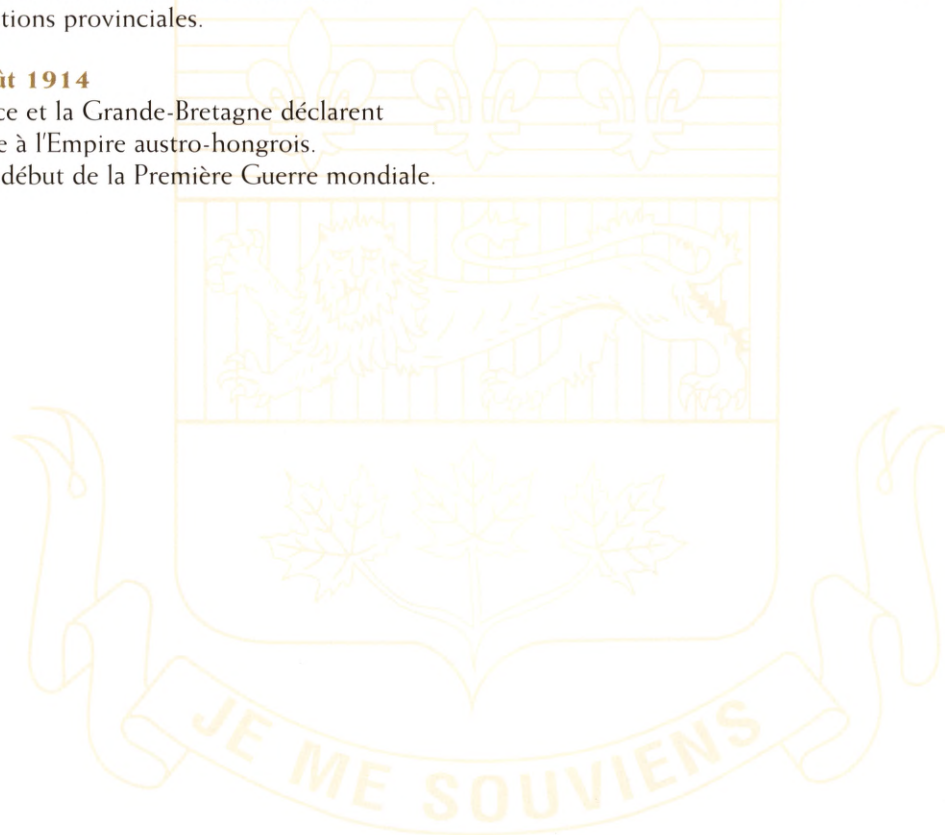 tions provinciales.
ût 1914
ce et la Grande-Bretagne déclarent
e à l'Empire austro-hongrois.
début de la Première Guerre mondiale.
JE ME SOUVIENS